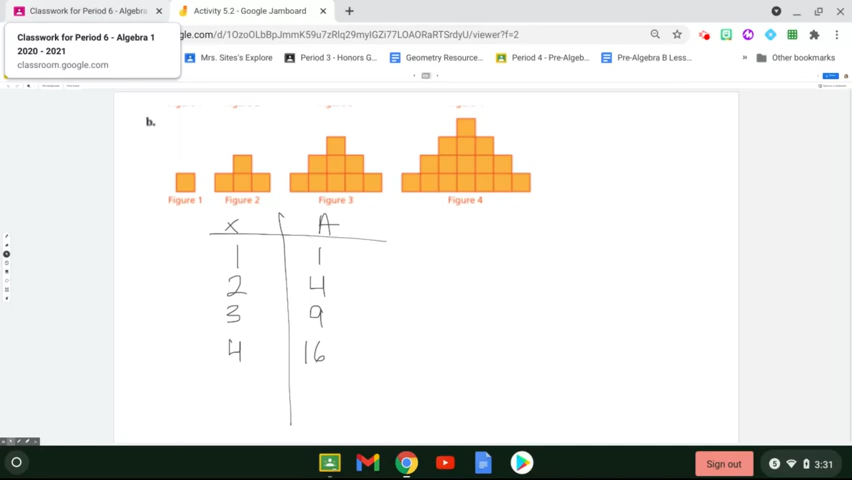 Classwork for Period 6 - Algebra
Activity 5.2 - Google Jamboard
gle.com/d/1OzoOLbBpJmmK59u7zRlq29mylGZi77LOAORaRTSrdyU/viewer?f=2
Classwork for Period 6 - Algebra 1
2020 - 2021
classroom.google.com
Mrs. Sites's Explore
Period 3 - Honors G...
Geometry Resource...
Period 4 - Pre-Algeb...
Pre-Algebra B Less...
Other bookmarks
b.
Figure 1 Figure 2 Figure 3 Figure 4
x A
1 1
2 4
3 9
4 16
Sign out
5 3:31